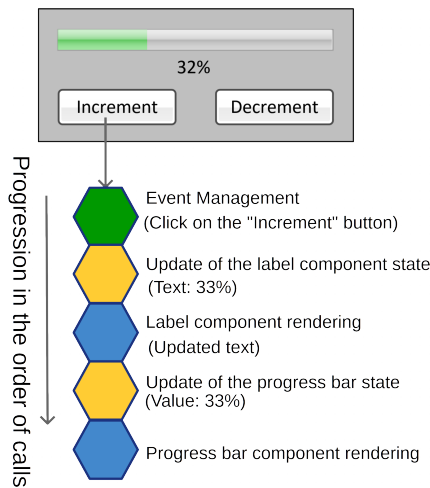 32%
Increment
Decrement
Progression in the order of calls
Event Management
(Click on the "Increment" button)
Update of the label component state
(Text: 33%)
Label component rendering
(Updated text)
Update of the progress bar state
(Value: 33%)
Progress bar component rendering